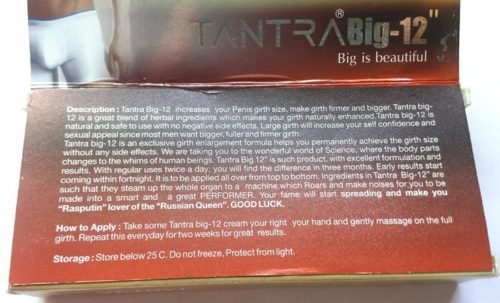 TANTRA® Big-12"
Big is beautiful
Description : Tantra Big-12 increases your Penis girth size, make girth firmer and bigger. Tantra big-
12 is a great blend of herbal ingredients which makes your girth naturally enhanced. Tantra big-12 is
natural and safe to use with no negative side effects. Large girth will increase your self confidence and
sexual appeal since most men want bigger, fuller and firmer girth.
Tantra big-12 is an exclusive girth enlargement formula helps you permanently achieve the girth size
without any side effects. We are taking you to the wonderful world of Science, where the body parts
changes to the whims of human beings. Tantra Big 12" is such product, with excellent formulation and
results. With regular uses twice a day; you will find the difference in three months. Early results start
coming within fortnight. It is to be applied all over from top to bottom. Ingredients in Tantra Big-12" are
such that they steam up the whole organ to a machine which Roars and make noises for you to be
made into a smart and a great PERFORMER. Your fame will start spreading and make you
"Rasputin" lover of the "Russian Queen". GOOD LUCK.
How to Apply : Take some Tantra big-12 cream your right your hand and gently massage on the full
girth. Repeat this everyday for two weeks for great results.
Storage : Store below 25 C. Do not freeze, Protect from light.